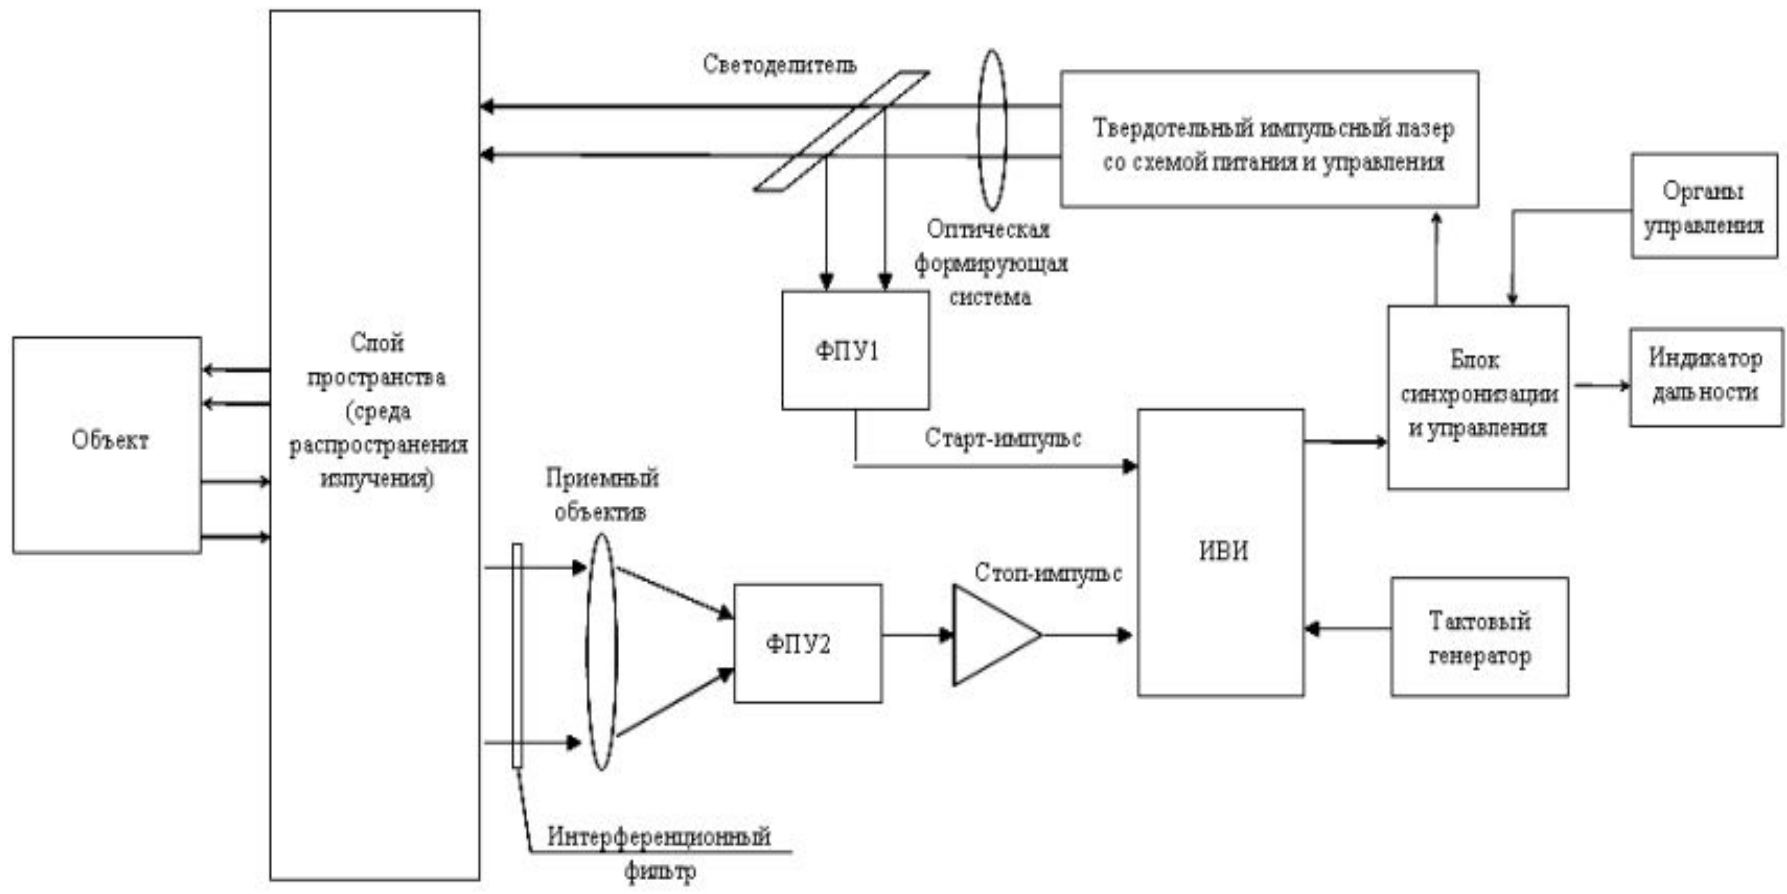 Светоделитель
Твердотельный импульсный лазер
со схемой питания и управления
Органы
управления
Оптическая
формирующая
система
ФПУ1
Слой
пространства
(среда
распространения
излучения)
Объект
Блок
синхронизации
и управления
Индикатор
дальности
Старт-импульс
Приемный
объектив
ИВИ
Стоп-импульс
ФПУ2
Тактовый
генератор
Интерференционный
фильтр